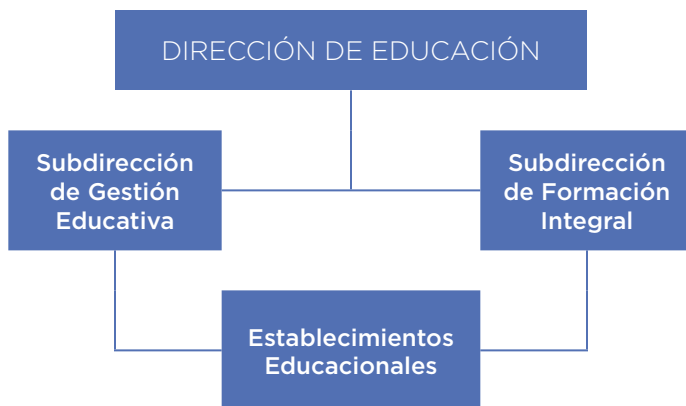 DIRECCIÓN DE EDUCACIÓN
Subdirección
de Gestión
Educativa
Subdirección
de Formación
Integral
Establecimientos
Educacionales